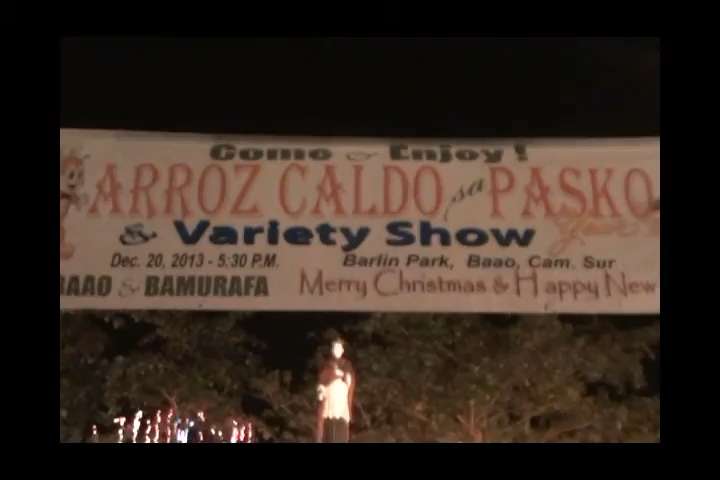 Come & Enjoy!
ARROZ CALDO sa PASKO
& Variety Show
Dec. 20, 2013 - 5:30 P.M. Barlin Park, Baao, Cam. Sur
BAAO & BAMURAFA Merry Christmas & Happy New Year